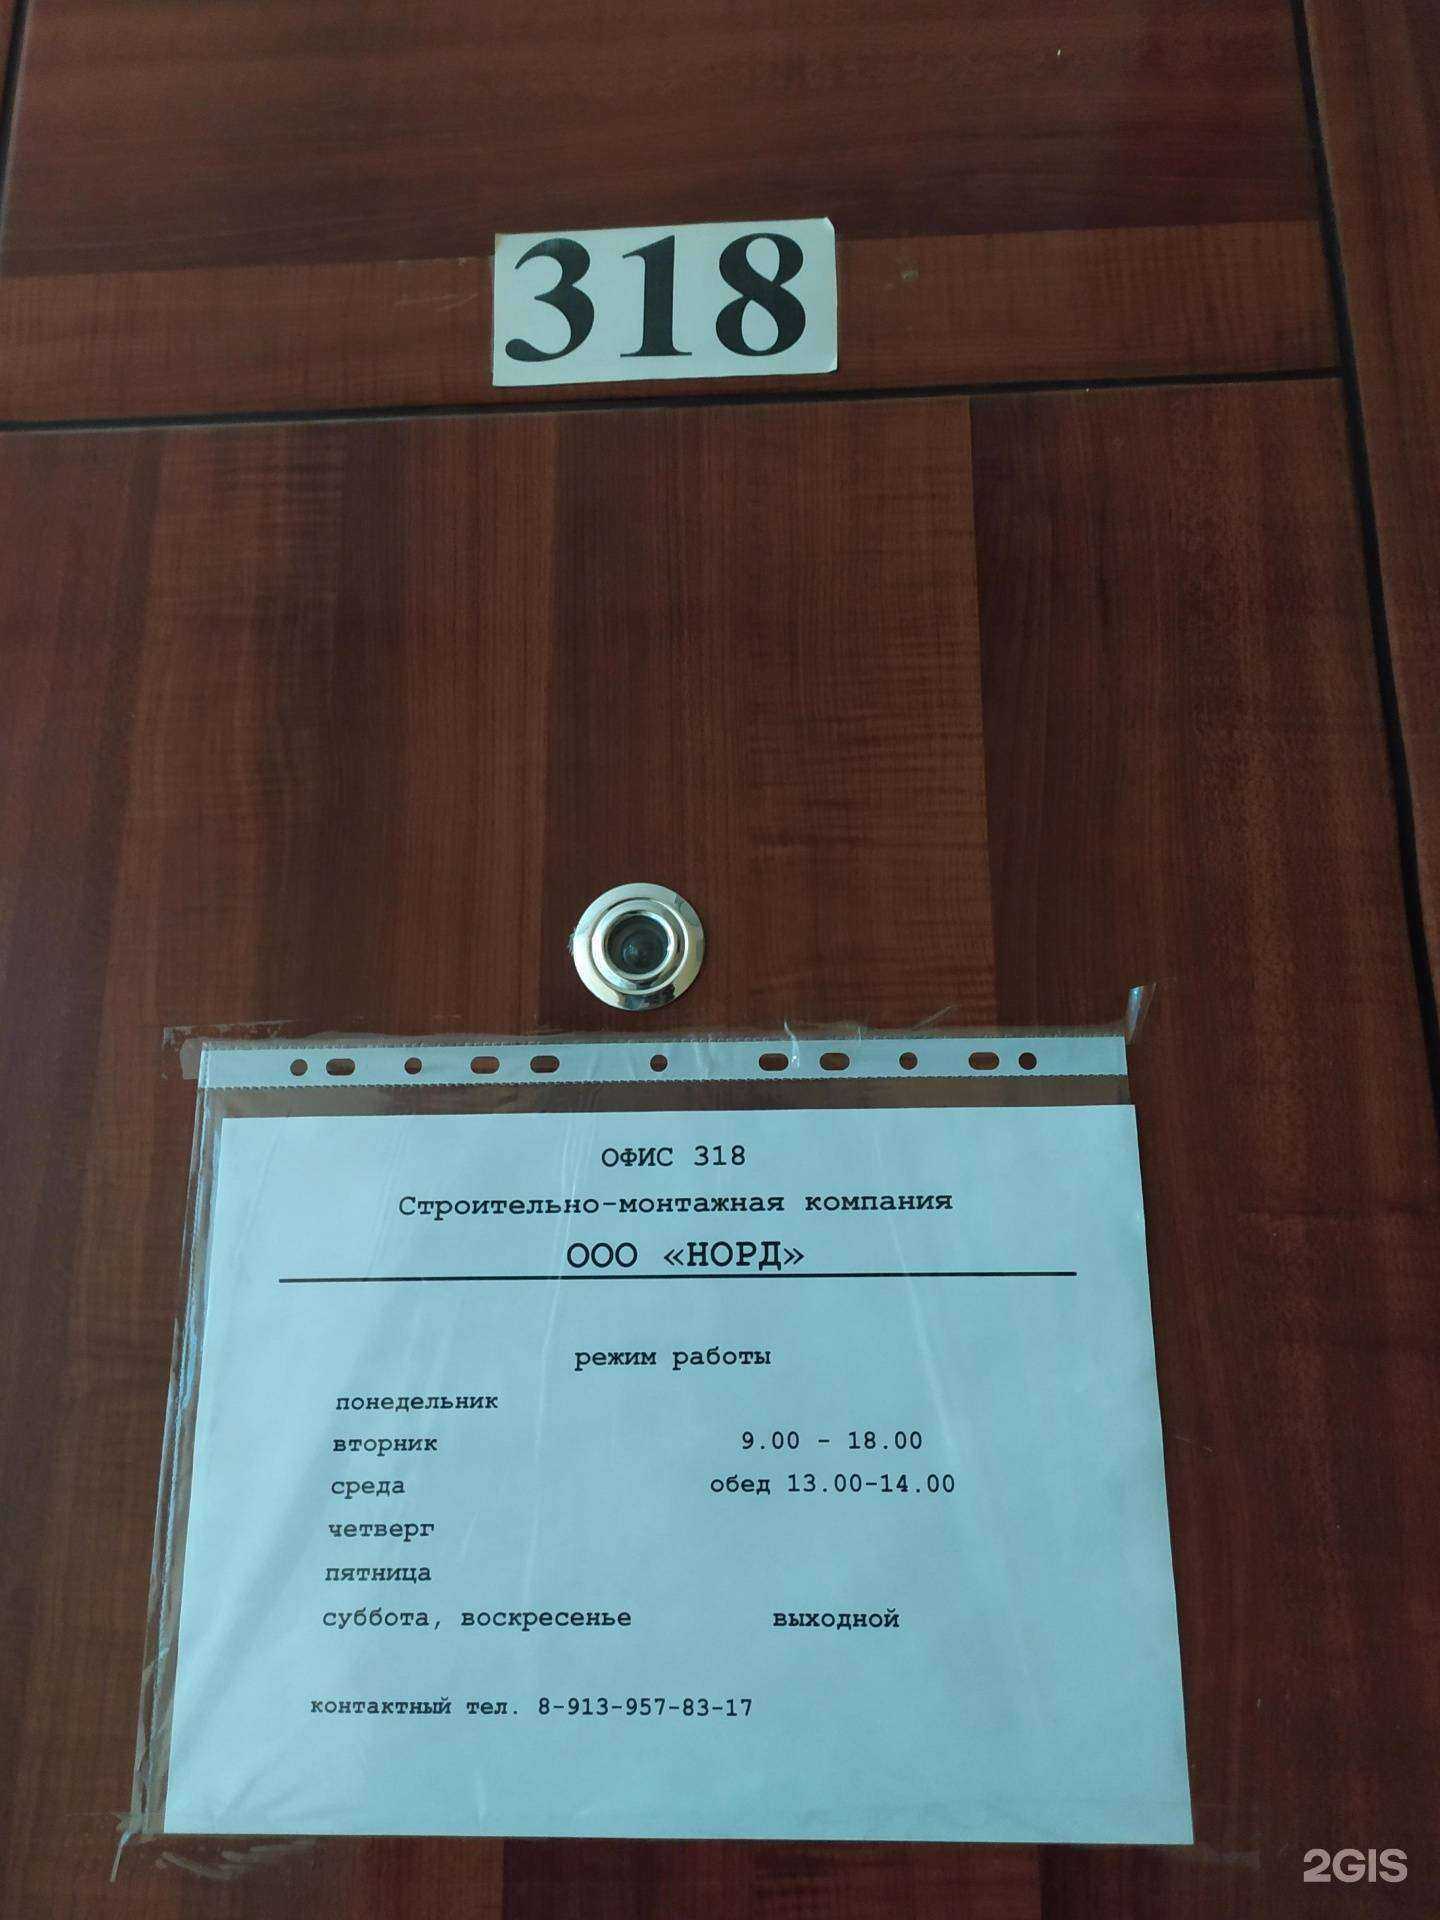 318
ОФИС 318
Строительно-монтажная компания
ООО «НОРД»
режим работы
понедельник
вторник 9.00 - 18.00
среда обед 13.00-14.00
четверг
пятница
суббота, воскресенье выходной
контактный тел. 8-913-957-83-17
2GIS